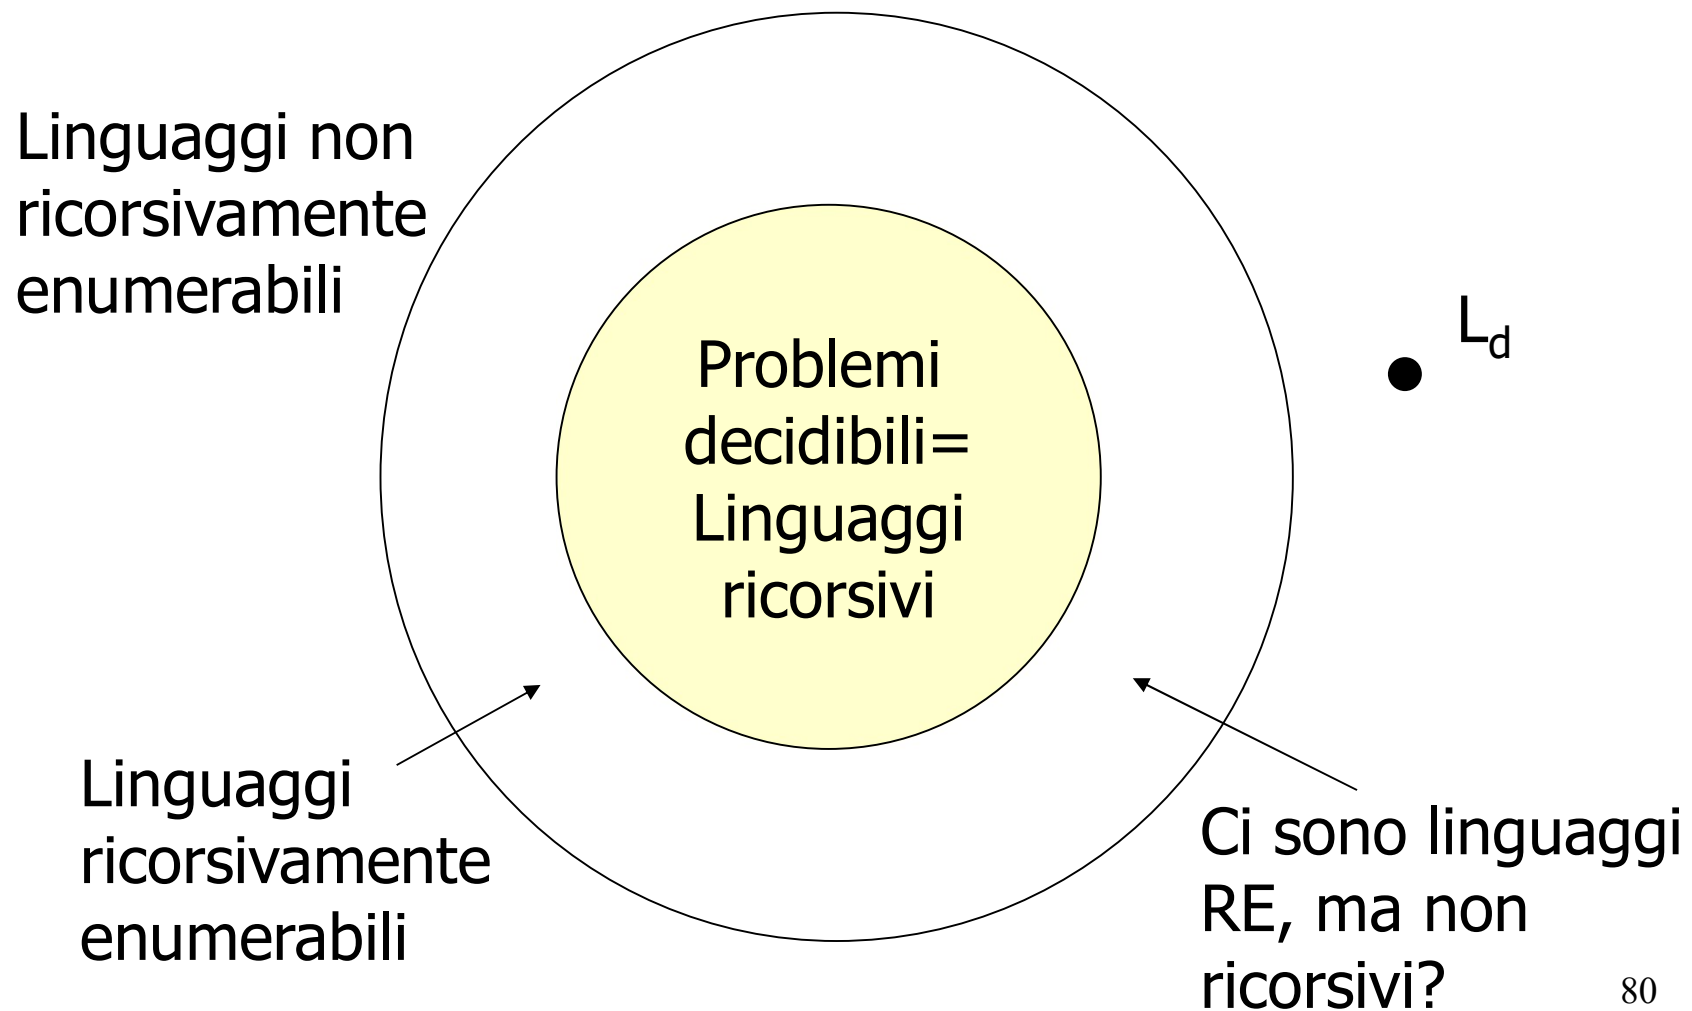 Linguaggi non
ricorsivamente
enumerabili
L_d
Problemi
decidibili=
Linguaggi
ricorsivi
Linguaggi
ricorsivamente
enumerabili
Ci sono linguaggi
RE, ma non
ricorsivi?
80